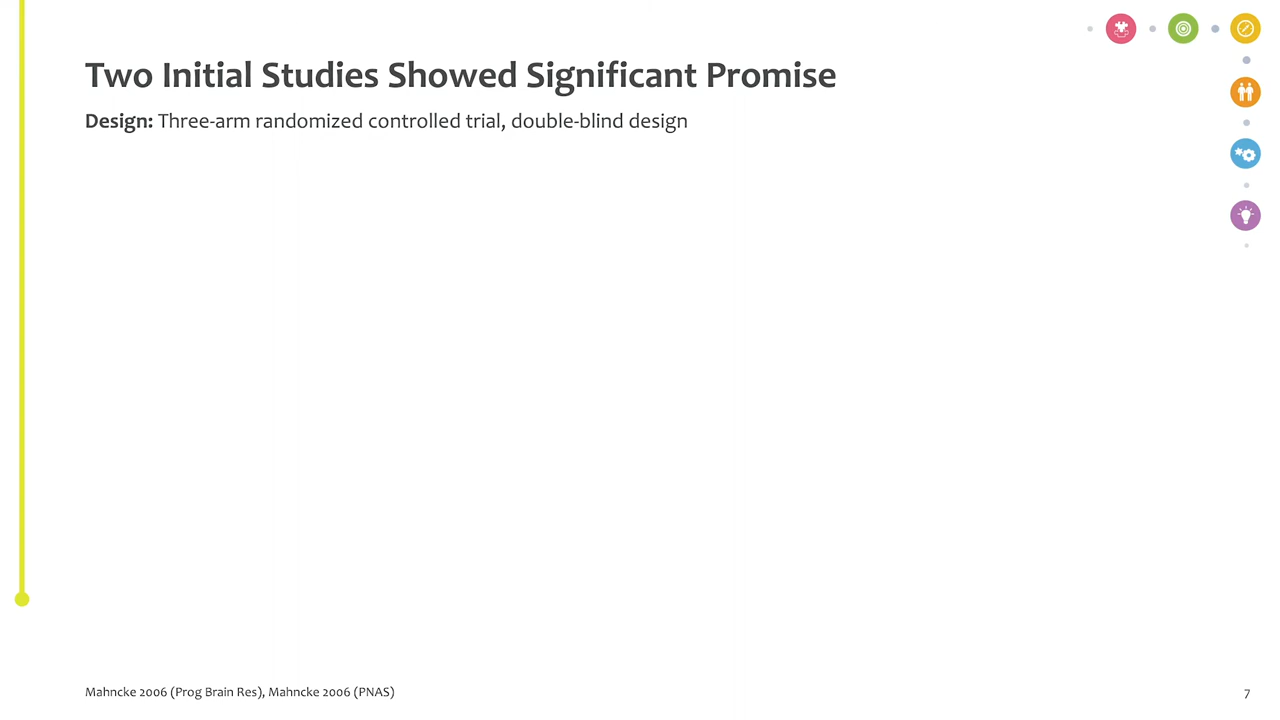 Two Initial Studies Showed Significant Promise
Design: Three-arm randomized controlled trial, double-blind design
Mahncke 2006 (Prog Brain Res), Mahncke 2006 (PNAS)
7